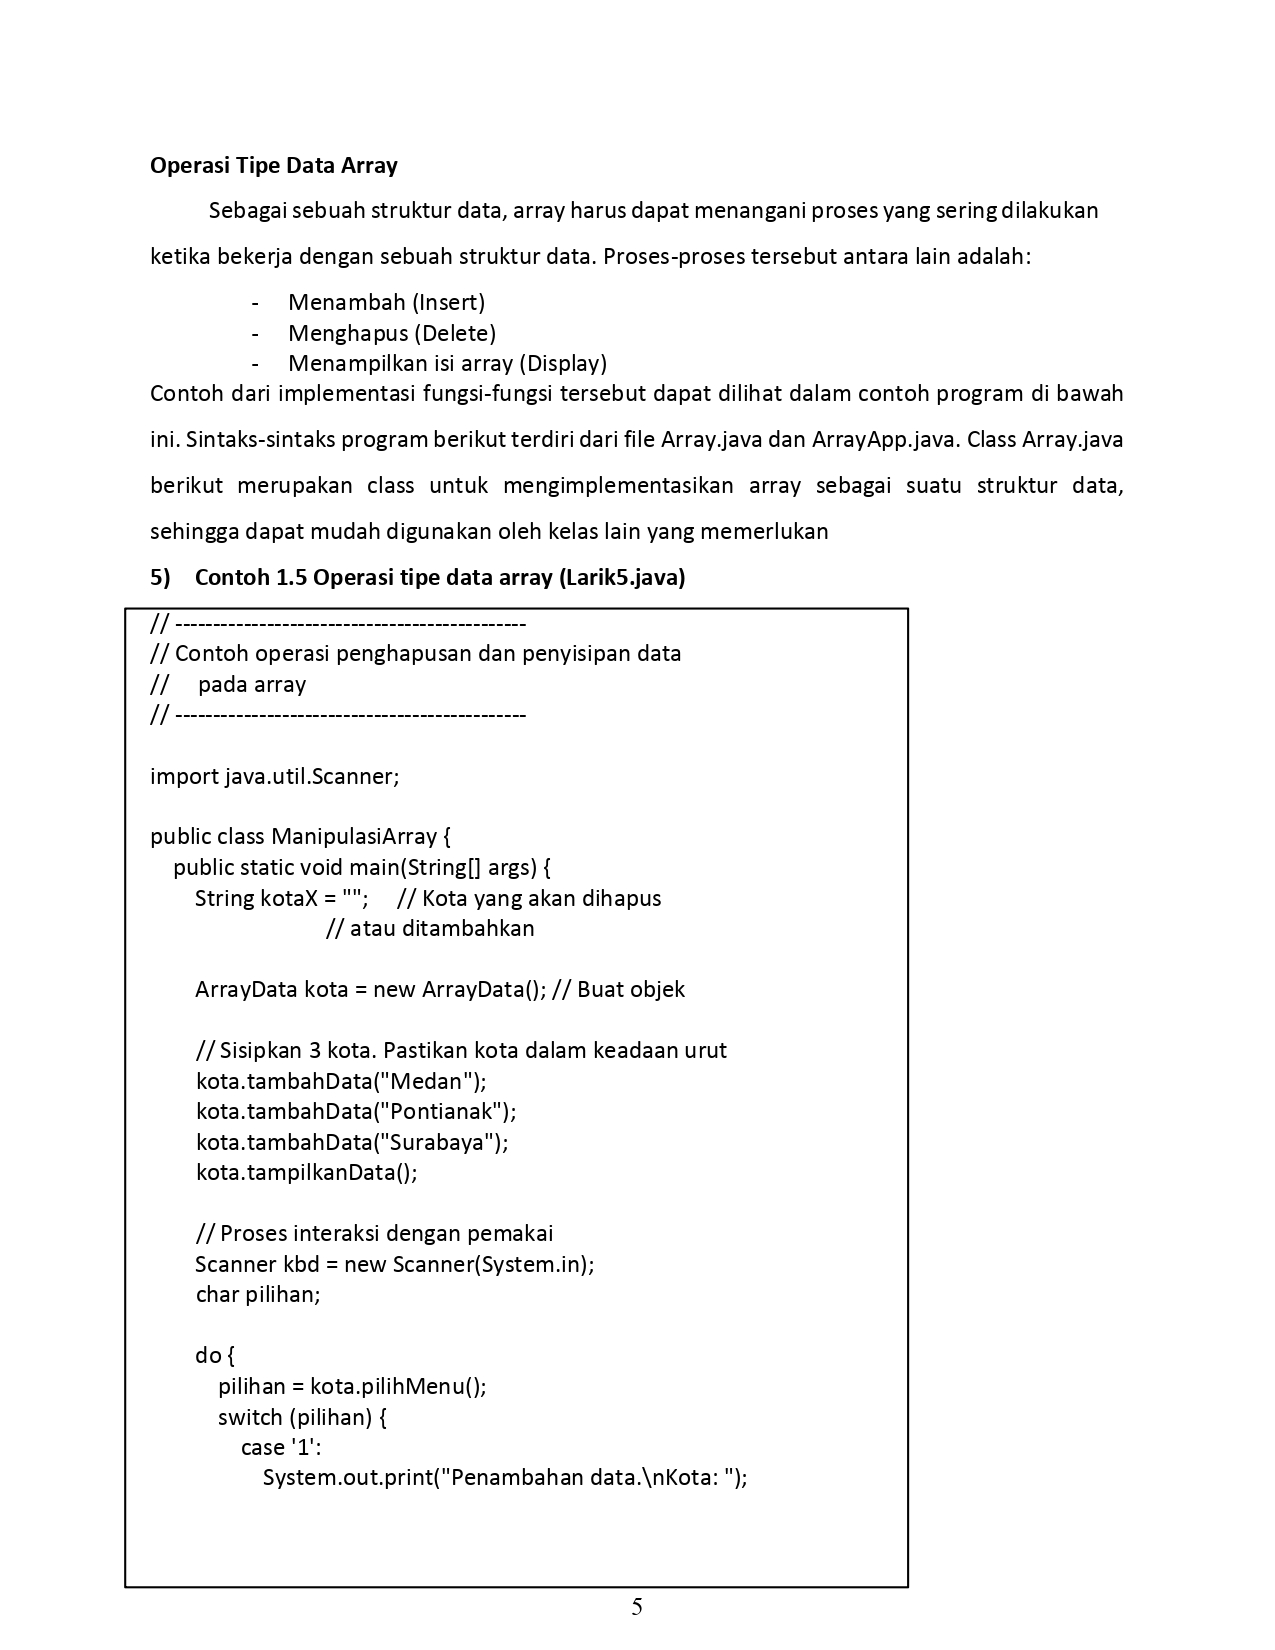 Operasi Tipe Data Array
Sebagai sebuah struktur data, array harus dapat menangani proses yang sering dilakukan
ketika bekerja dengan sebuah struktur data. Proses-proses tersebut antara lain adalah:
- Menambah (Insert)
- Menghapus (Delete)
- Menampilkan isi array (Display)
Contoh dari implementasi fungsi-fungsi tersebut dapat dilihat dalam contoh program di bawah
ini. Sintaks-sintaks program berikut terdiri dari file Array.java dan ArrayApp.java. Class Array.java
berikut merupakan class untuk mengimplementasikan array sebagai suatu struktur data,
sehingga dapat mudah digunakan oleh kelas lain yang memerlukan
5) Contoh 1.5 Operasi tipe data array (Larik5.java)
// -----------------------------------------------
// Contoh operasi penghapusan dan penyisipan data
// pada array
// -----------------------------------------------
import java.util.Scanner;
public class ManipulasiArray {
public static void main(String[] args) {
String kotaX = ""; // Kota yang akan dihapus
// atau ditambahkan
ArrayData kota = new ArrayData(); // Buat objek
// Sisipkan 3 kota. Pastikan kota dalam keadaan urut
kota.tambahData("Medan");
kota.tambahData("Pontianak");
kota.tambahData("Surabaya");
kota.tampilkanData();
// Proses interaksi dengan pemakai
Scanner kbd = new Scanner(System.in);
char pilihan;
do {
pilihan = kota.pilihMenu();
switch (pilihan) {
case '1':
System.out.print("Penambahan data.\nKota: ");
5